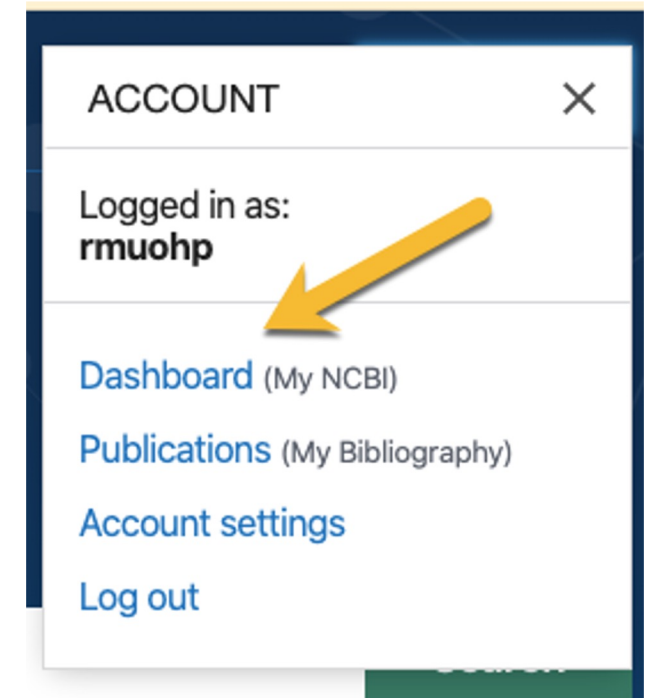 ACCOUNT
Logged in as:
rmuohp
Dashboard (My NCBI)
Publications (My Bibliography)
Account settings
Log out